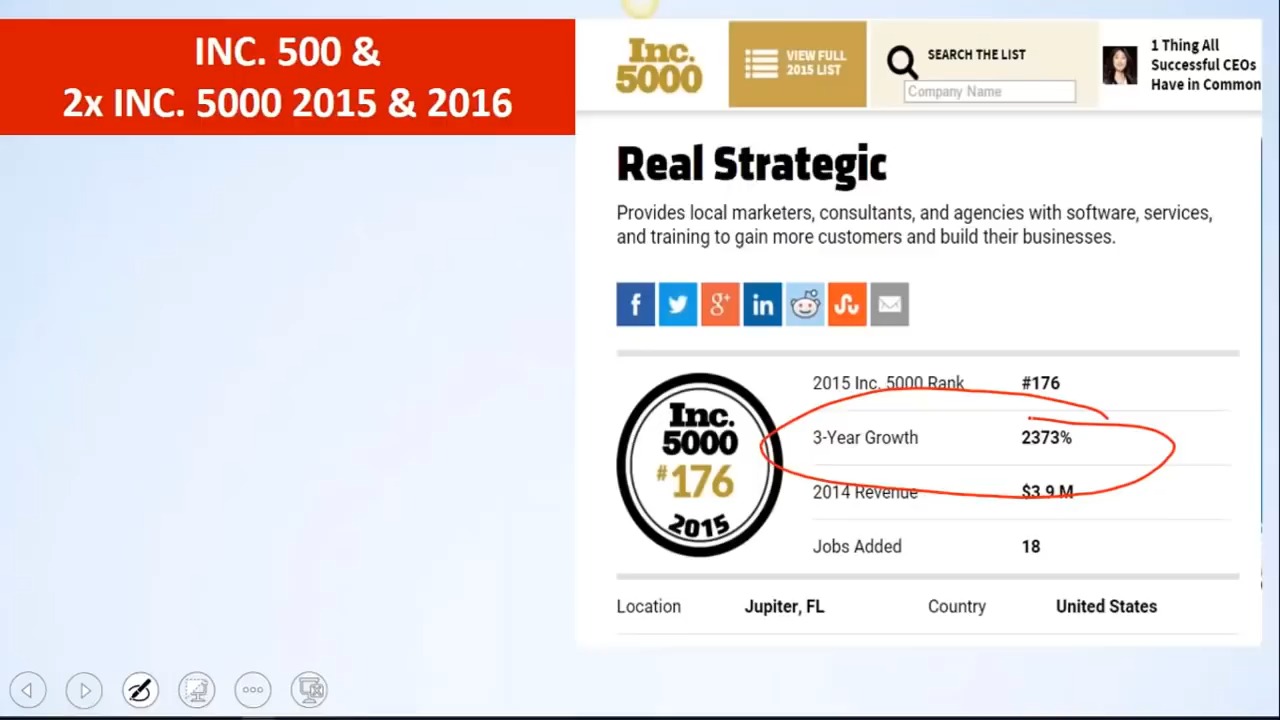 INC. 500 &
2x INC. 5000 2015 & 2016
Inc.
5000
VIEW FULL
2015 LIST
SEARCH THE LIST
Company Name
1 Thing All
Successful CEOs
Have in Common
Real Strategic
Provides local marketers, consultants, and agencies with software, services,
and training to gain more customers and build their businesses.
Inc.
5000
#176
2015
2015 Inc. 5000 Rank #176
3-Year Growth 2373%
2014 Revenue $3.9 M
Jobs Added 18
Location Jupiter, FL Country United States